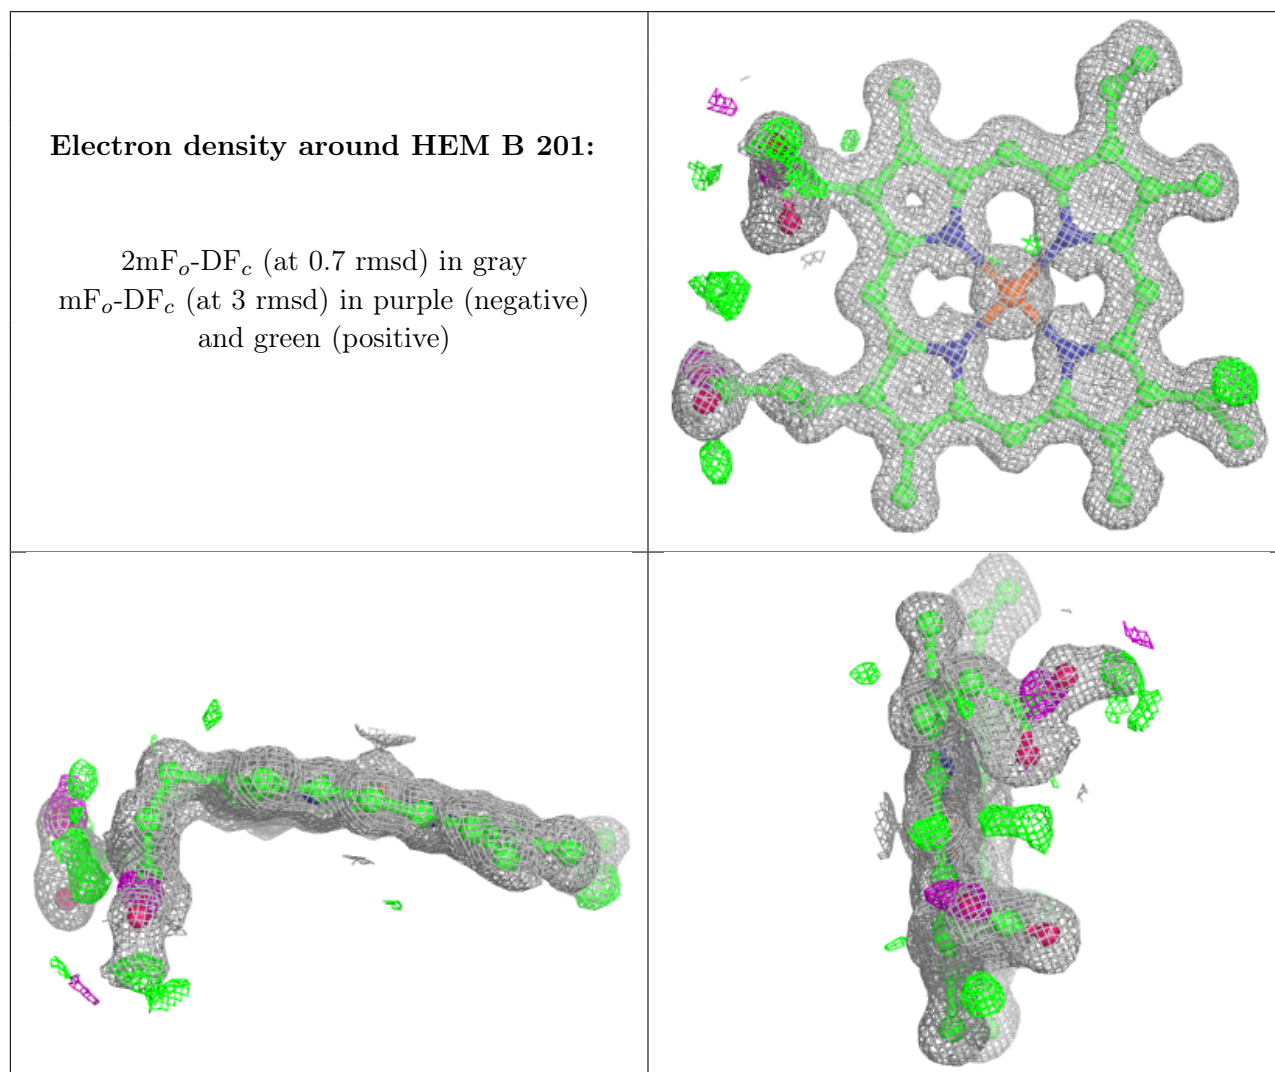 Electron density around HEM B 201:
2mFo-DFc (at 0.7 rmsd) in gray
mFo-DFc (at 3 rmsd) in purple (negative)
and green (positive)